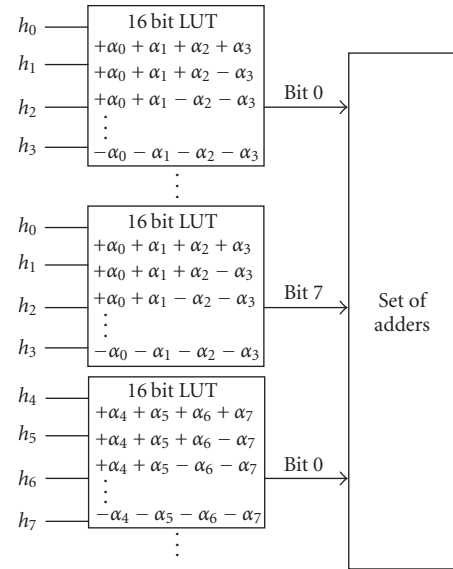 h₀
16 bit LUT
+α₀ + α₁ + α₂ + α₃
h₁
+α₀ + α₁ + α₂ − α₃
h₂
+α₀ + α₁ − α₂ − α₃
Bit 0
⋮
h₃
−α₀ − α₁ − α₂ − α₃
⋮
h₀
16 bit LUT
+α₀ + α₁ + α₂ + α₃
h₁
+α₀ + α₁ + α₂ − α₃
h₂
+α₀ + α₁ − α₂ − α₃
Bit 7
⋮
h₃
−α₀ − α₁ − α₂ − α₃
Set of
adders
h₄
16 bit LUT
+α₄ + α₅ + α₆ + α₇
h₅
+α₄ + α₅ + α₆ − α₇
h₆
+α₄ + α₅ − α₆ − α₇
Bit 0
⋮
h₇
−α₄ − α₅ − α₆ − α₇
⋮